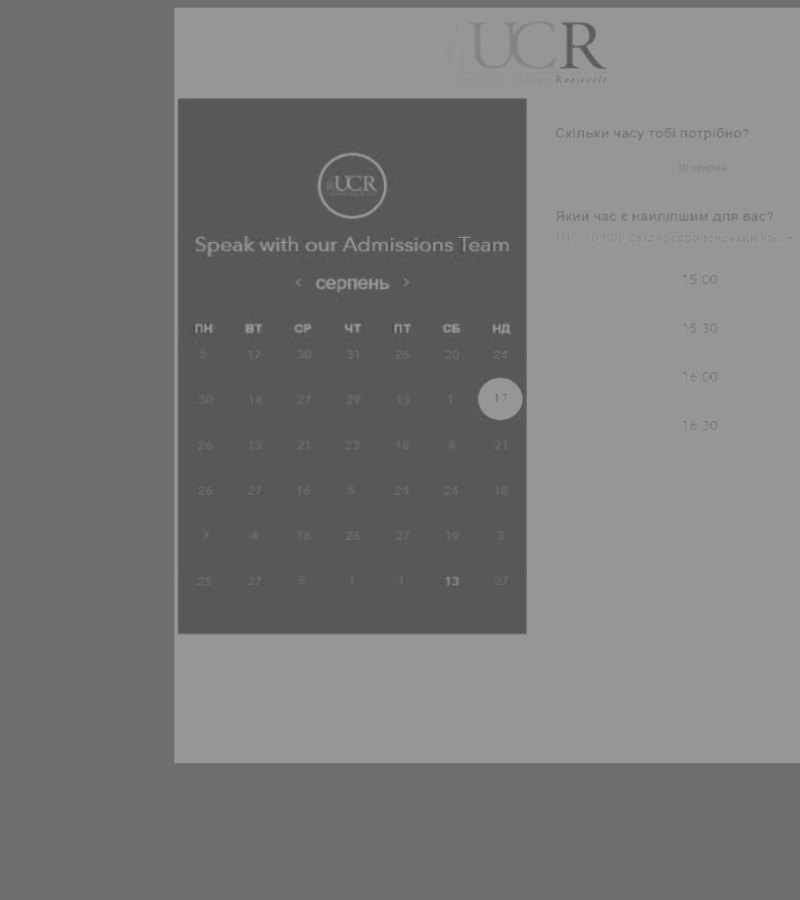 UCR
University College Roosevelt
UCR
Speak with our Admissions Team
< серпень >
ПН ВТ СР ЧТ ПТ СБ НД
5 17 30 31 26 20 24
30 14 27 29 13 1 17
26 13 21 23 18 4 21
26 27 16 5 24 24 18
7 4 18 26 27 19 3
25 27 5 1 1 13 27
Скільки часу тобі потрібно?
30 хвилин
Який час є найліпшим для вас?
UTC +03:00 Східноєвропейський час
15:00
15:30
16:00
16:30